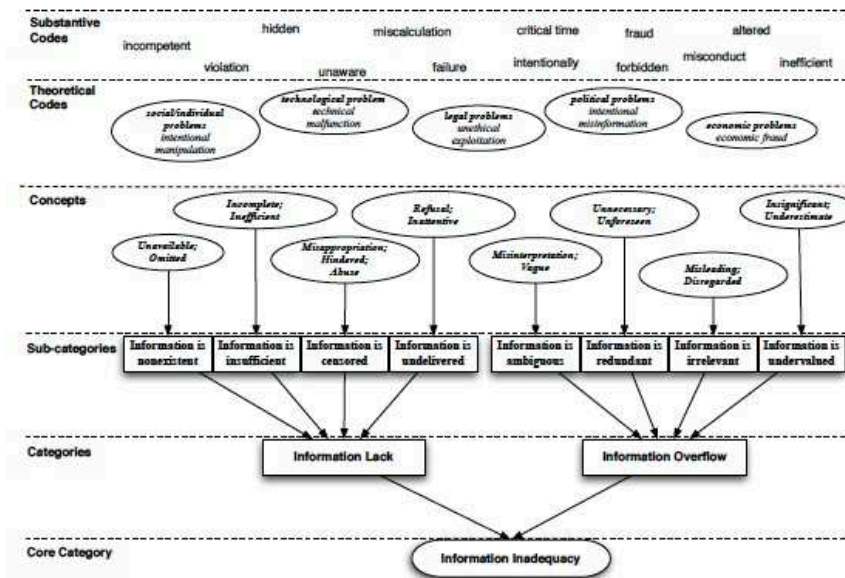 Substantive
Codes
hidden
miscalculation
critical time
fraud
altered
incompetent
violation
unaware
failure
intentionally
forbidden
misconduct
inefficient
Theoretical
Codes
social/individual
problems
intentional
manipulation
technological problem
technical
malfunction
legal problems
unethical
exploitation
political problems
intentional
misinformation
economic problems
economic fraud
Concepts
Unavailable;
Omitted
Incomplete;
Inefficient
Misappropriation;
Hindered;
Abuse
Refusal;
Inattentive
Misinterpretation;
Vague
Unnecessary;
Unforeseen
Misleading;
Disregarded
Insignificant;
Underestimate
Sub-categories
Information is
nonexistent
Information is
insufficient
Information is
censored
Information is
undelivered
Information is
ambiguous
Information is
redundant
Information is
irrelevant
Information is
undervalued
Categories
Information Lack
Information Overflow
Core Category
Information Inadequacy